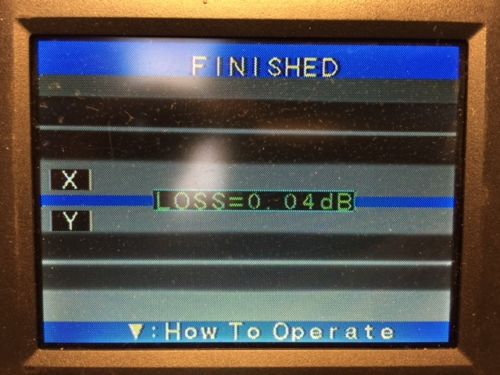 FINISHED
X
LOSS=0.04dB
Y
▼:How To Operate